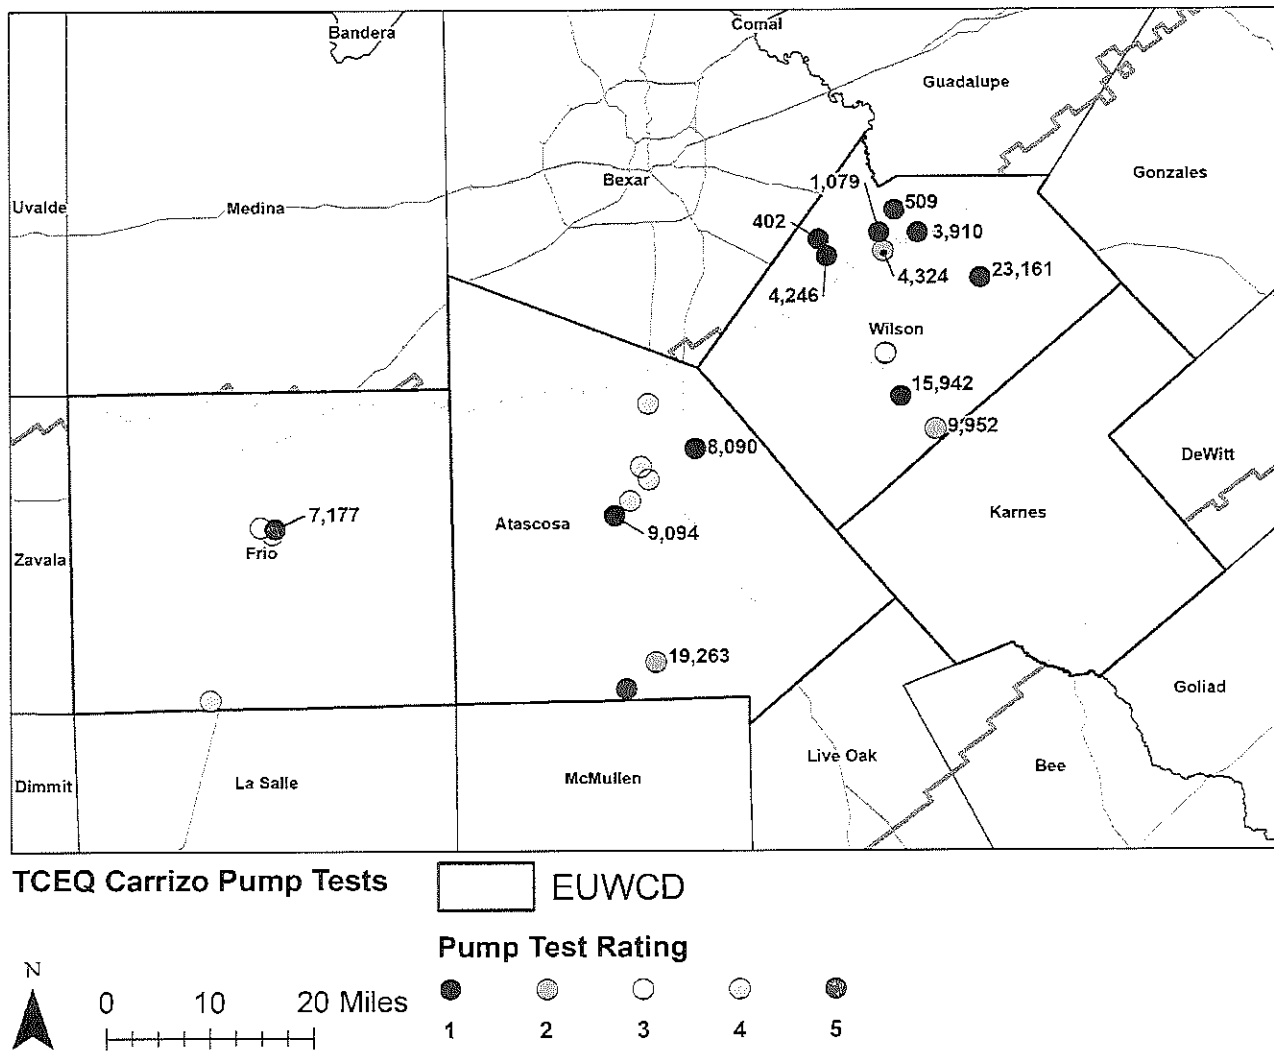 Bandera
Comal
Guadalupe
Gonzales
Bexar
1,079
509
Uvalde
Medina
402
3,910
4,324
23,161
4,246
Wilson
15,942
9,952
8,090
DeWitt
7,177
Atascosa
Karnes
9,094
Frio
Zavala
19,263
Goliad
Live Oak
Bee
Dimmit
La Salle
McMullen
TCEQ Carrizo Pump Tests
EUWCD
Pump Test Rating
N
0 10 20 Miles
1 2 3 4 5